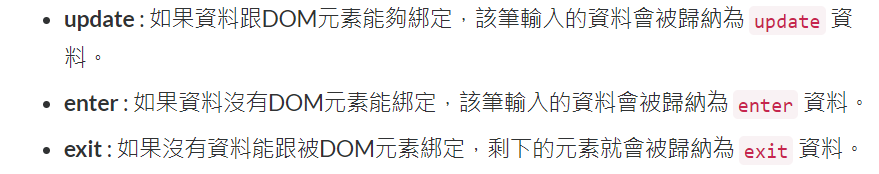 • update : 如果資料跟DOM元素能夠綁定，該筆輸入的資料會被歸納為 update 資
料。
• enter : 如果資料沒有DOM元素能綁定，該筆輸入的資料會被歸納為 enter 資料。
• exit : 如果沒有資料能跟被DOM元素綁定，剩下的元素就會被歸納為 exit 資料。